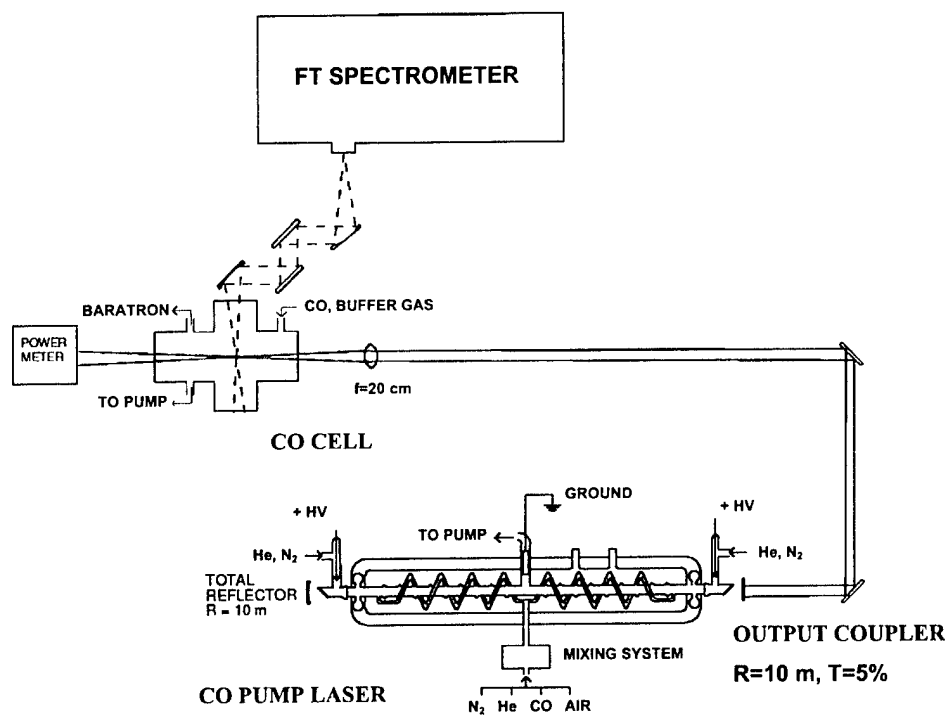 FT SPECTROMETER
BARATRON
CO, BUFFER GAS
POWER
METER
TO PUMP
f=20 cm
CO CELL
GROUND
+ HV
+ HV
TO PUMP
He, N₂
He, N₂
TOTAL
REFLECTOR
R = 10 m
OUTPUT COUPLER
MIXING SYSTEM
R=10 m, T=5%
CO PUMP LASER
N₂ He CO AIR